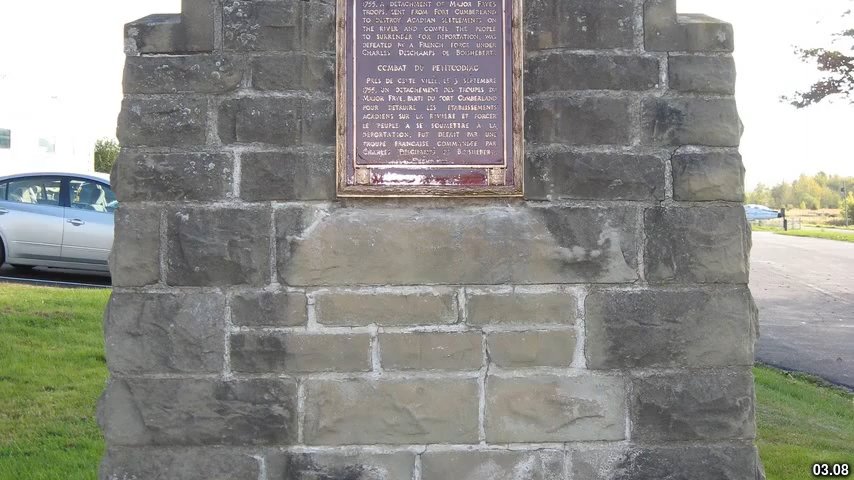 1755, A DETACHMENT OF MAJOR FRYE'S
TROOPS, SENT FROM FORT CUMBERLAND
TO DESTROY ACADIAN SETTLEMENTS ON
THE RIVER AND COMPEL THE PEOPLE
TO SURRENDER FOR DEPORTATION, WAS
DEFEATED BY A FRENCH FORCE UNDER
CHARLES DESCHAMPS DE BOISHEBERT.
COMBAT DU PETITCODIAC
PRÈS DE CETTE VILLE, LE 3 SEPTEMBRE
1755, UN DÉTACHEMENT DES TROUPES DU
MAJOR FRYE, PARTI DU FORT CUMBERLAND
POUR DÉTRUIRE LES ÉTABLISSEMENTS
ACADIENS SUR LA RIVIÈRE ET FORCER
LE PEUPLE À SE SOUMETTRE À LA
DÉPORTATION, FUT DÉFAIT PAR UNE
TROUPE FRANÇAISE COMMANDÉE PAR
CHARLES DESCHAMPS DE BOISHEBERT.
03.08